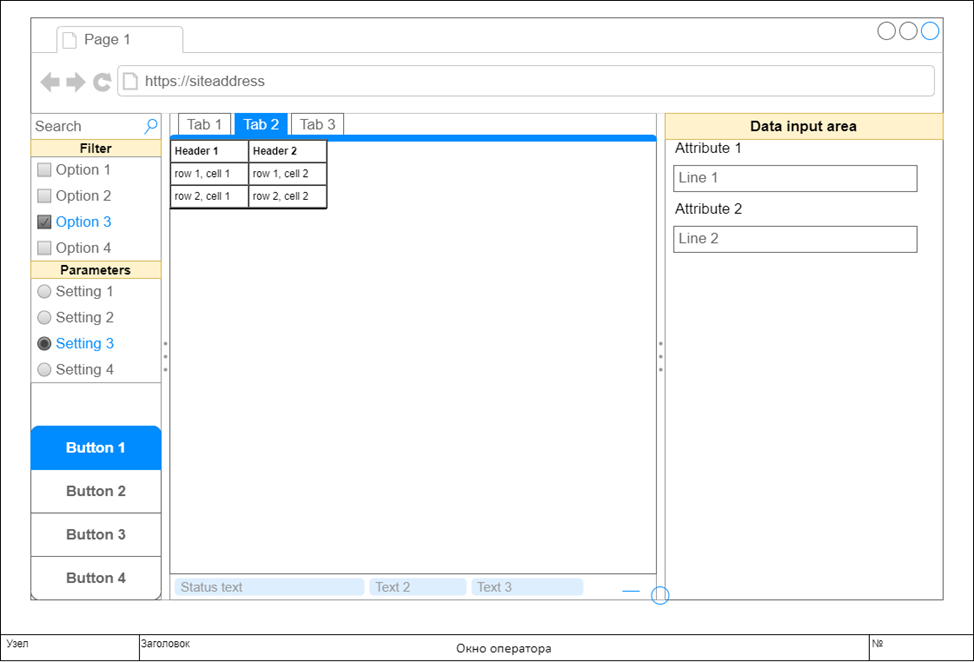 Page 1
https://siteaddress
Search
Filter
Option 1
Option 2
Option 3
Option 4
Parameters
Setting 1
Setting 2
Setting 3
Setting 4
Button 1
Button 2
Button 3
Button 4
Tab 1 Tab 2 Tab 3
Header 1 Header 2
row 1, cell 1 row 1, cell 2
row 2, cell 1 row 2, cell 2
Status text Text 2 Text 3
Data input area
Attribute 1
Line 1
Attribute 2
Line 2
Узел Заголовок Окно оператора №